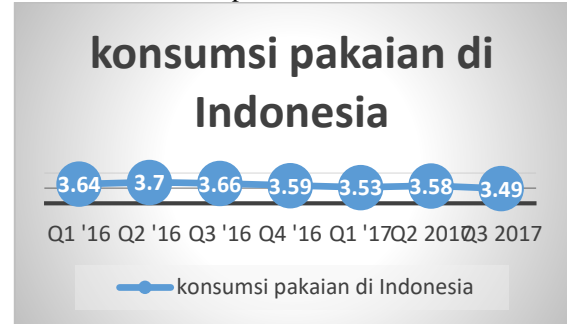 konsumsi pakaian di
Indonesia
3.64 3.7 3.66 3.59 3.53 3.58 3.49
Q1 '16 Q2 '16 Q3 '16 Q4 '16 Q1 '17 Q2 2017 Q3 2017
konsumsi pakaian di Indonesia